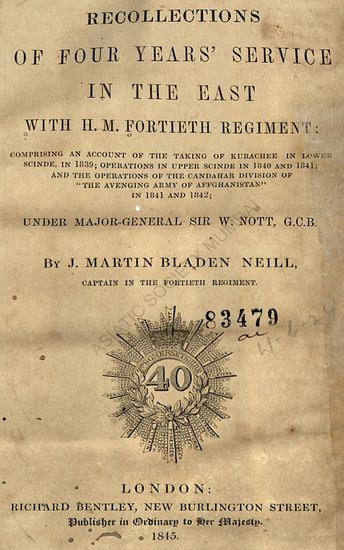 RECOLLECTIONS
OF FOUR YEARS' SERVICE
IN THE EAST
WITH H. M. FORTIETH REGIMENT:
COMPRISING AN ACCOUNT OF THE TAKING OF KURACHEE IN LOWER
SCINDE, IN 1839; OPERATIONS IN UPPER SCINDE IN 1840 AND 1841;
AND THE OPERATIONS OF THE CANDAHAR DIVISION OF
"THE AVENGING ARMY OF AFFGHANISTAN"
IN 1841 AND 1842;
UNDER MAJOR-GENERAL SIR W. NOTT, G.C.B.
BY J. MARTIN BLADEN NEILL,
CAPTAIN IN THE FORTIETH REGIMENT.
ASIATIC SOCIETY MUMBAI
83479
40
LONDON:
RICHARD BENTLEY, NEW BURLINGTON STREET,
Publisher in Ordinary to Her Majesty.
1845.